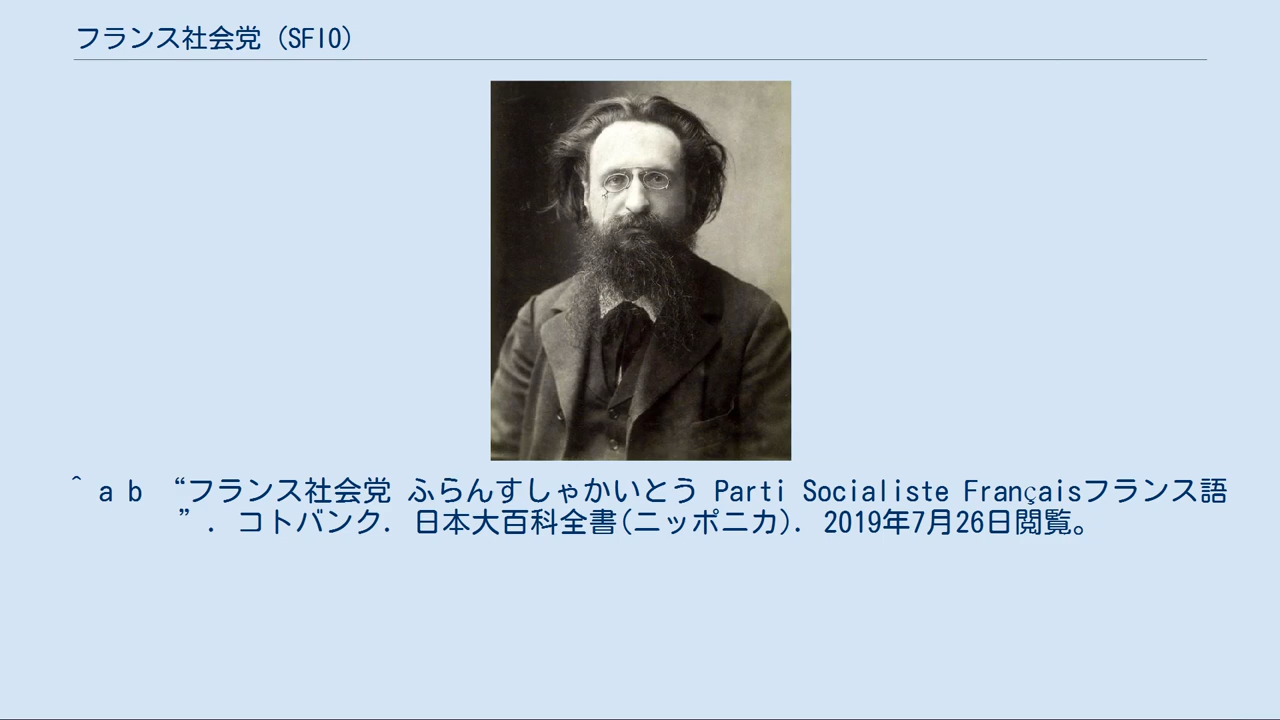 フランス社会党（SFIO）
^ a b “フランス社会党 ふらんすしゃかいとう Parti Socialiste Françaisフランス語
”. コトバンク. 日本大百科全書(ニッポニカ). 2019年7月26日閲覧。